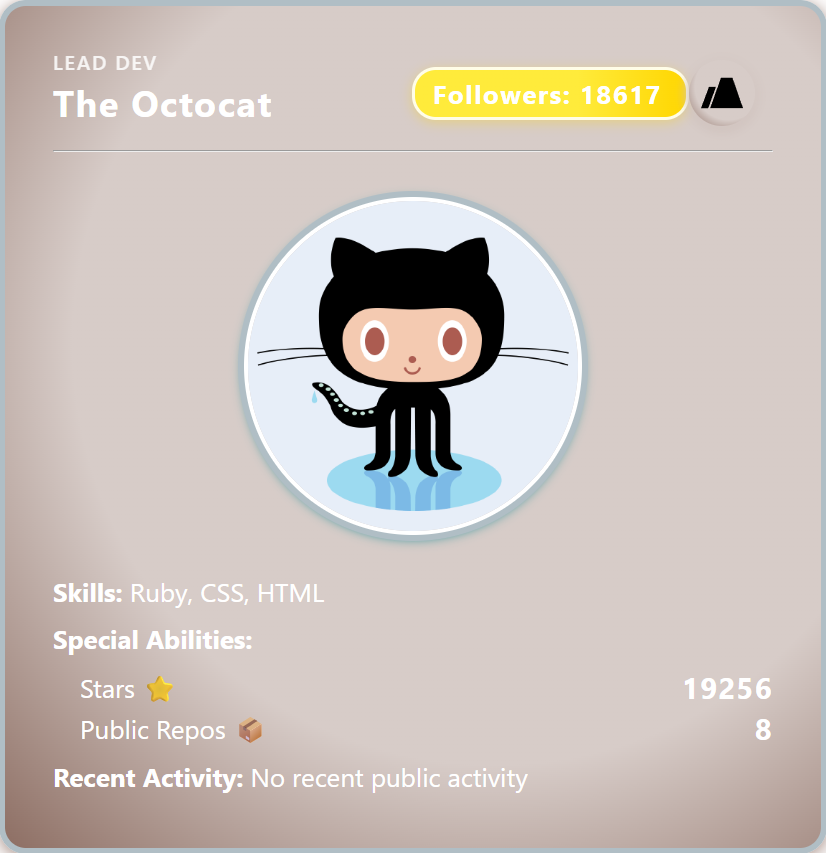 LEAD DEV
The Octocat
Followers: 18617
Skills: Ruby, CSS, HTML
Special Abilities:
Stars ⭐ 19256
Public Repos 📦 8
Recent Activity: No recent public activity